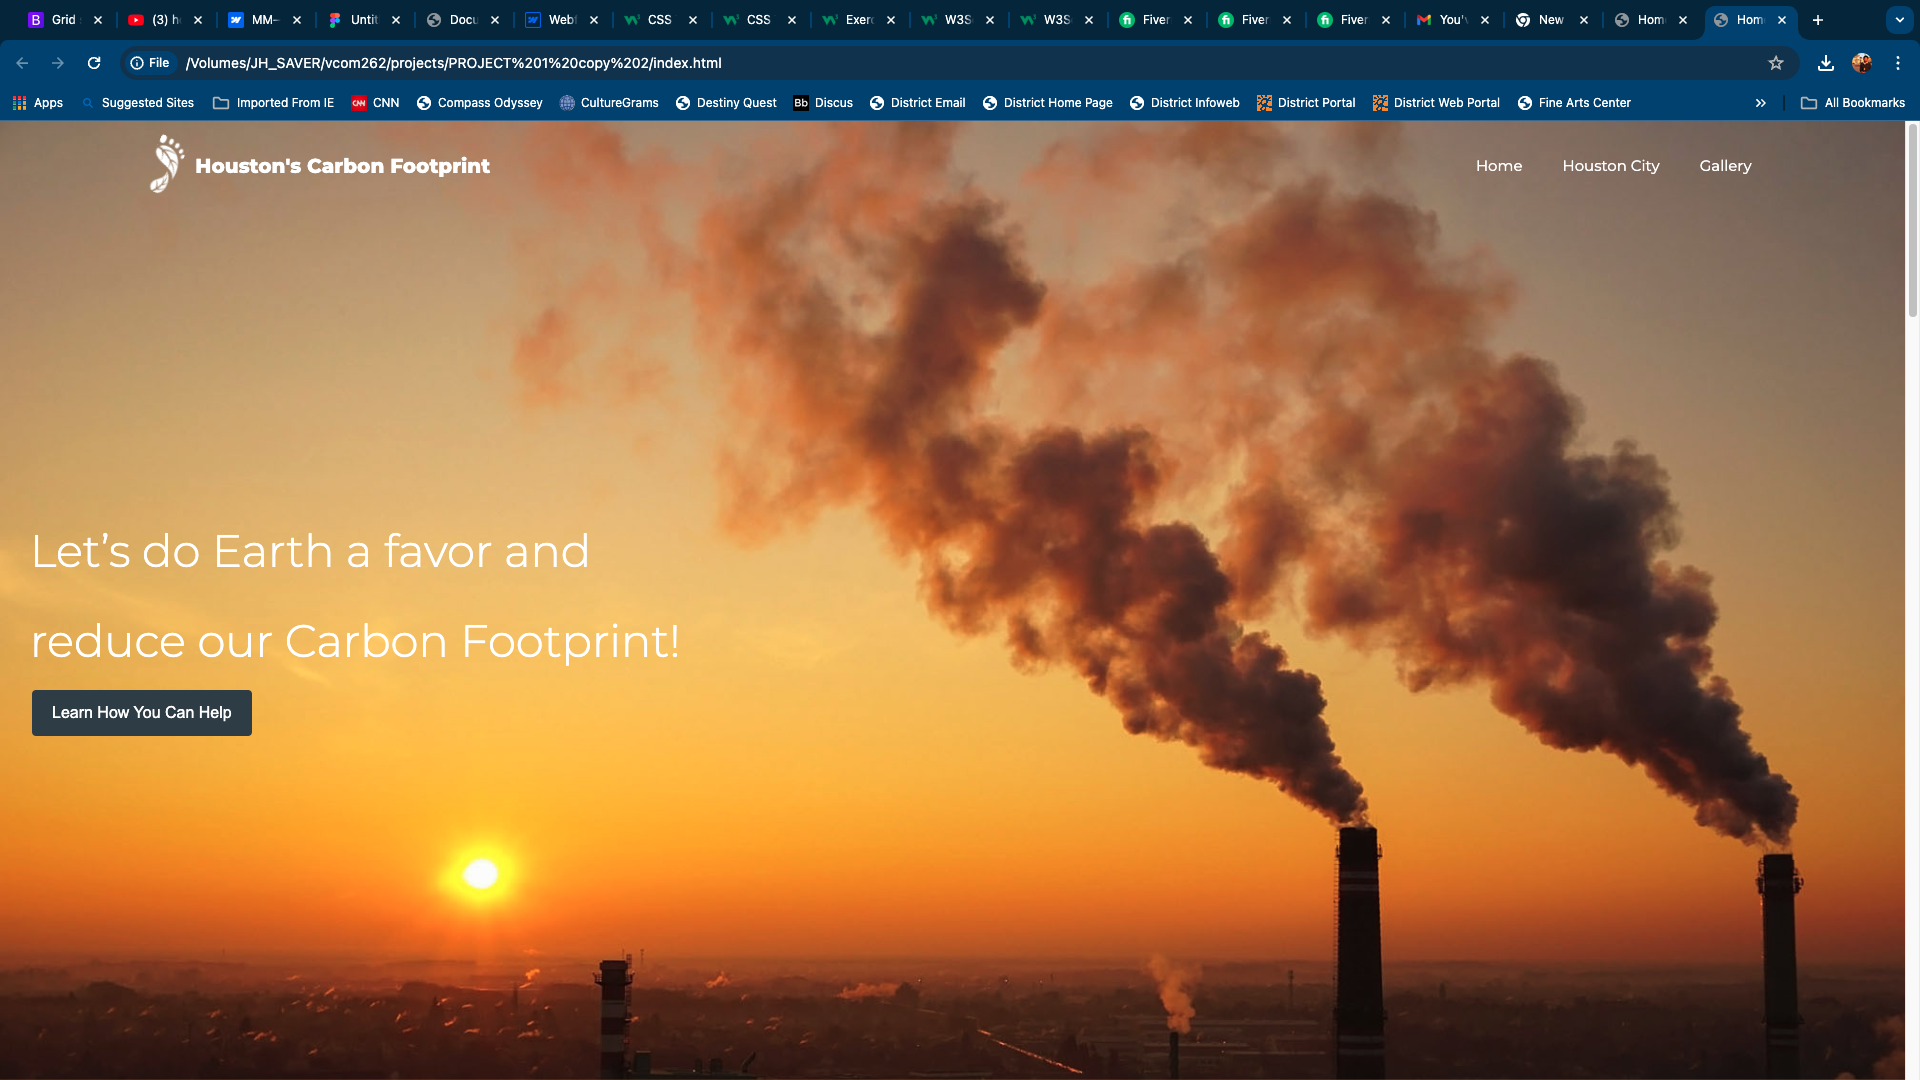 Grid
(3) h
MM-
Untit
Docu
Webf
CSS
CSS
Exerc
W3S
W3S
Fiver
Fiver
Fiver
You'v
New
Hom
Hom
File
/Volumes/JH_SAVER/vcom262/projects/PROJECT%201%20copy%202/index.html
Apps
Suggested Sites
Imported From IE
CNN
CNN
Compass Odyssey
CultureGrams
Destiny Quest
Bb
Discus
District Email
District Home Page
District Infoweb
District Portal
District Web Portal
Fine Arts Center
All Bookmarks
Houston's Carbon Footprint
Home
Houston City
Gallery
Let’s do Earth a favor and
reduce our Carbon Footprint!
Learn How You Can Help